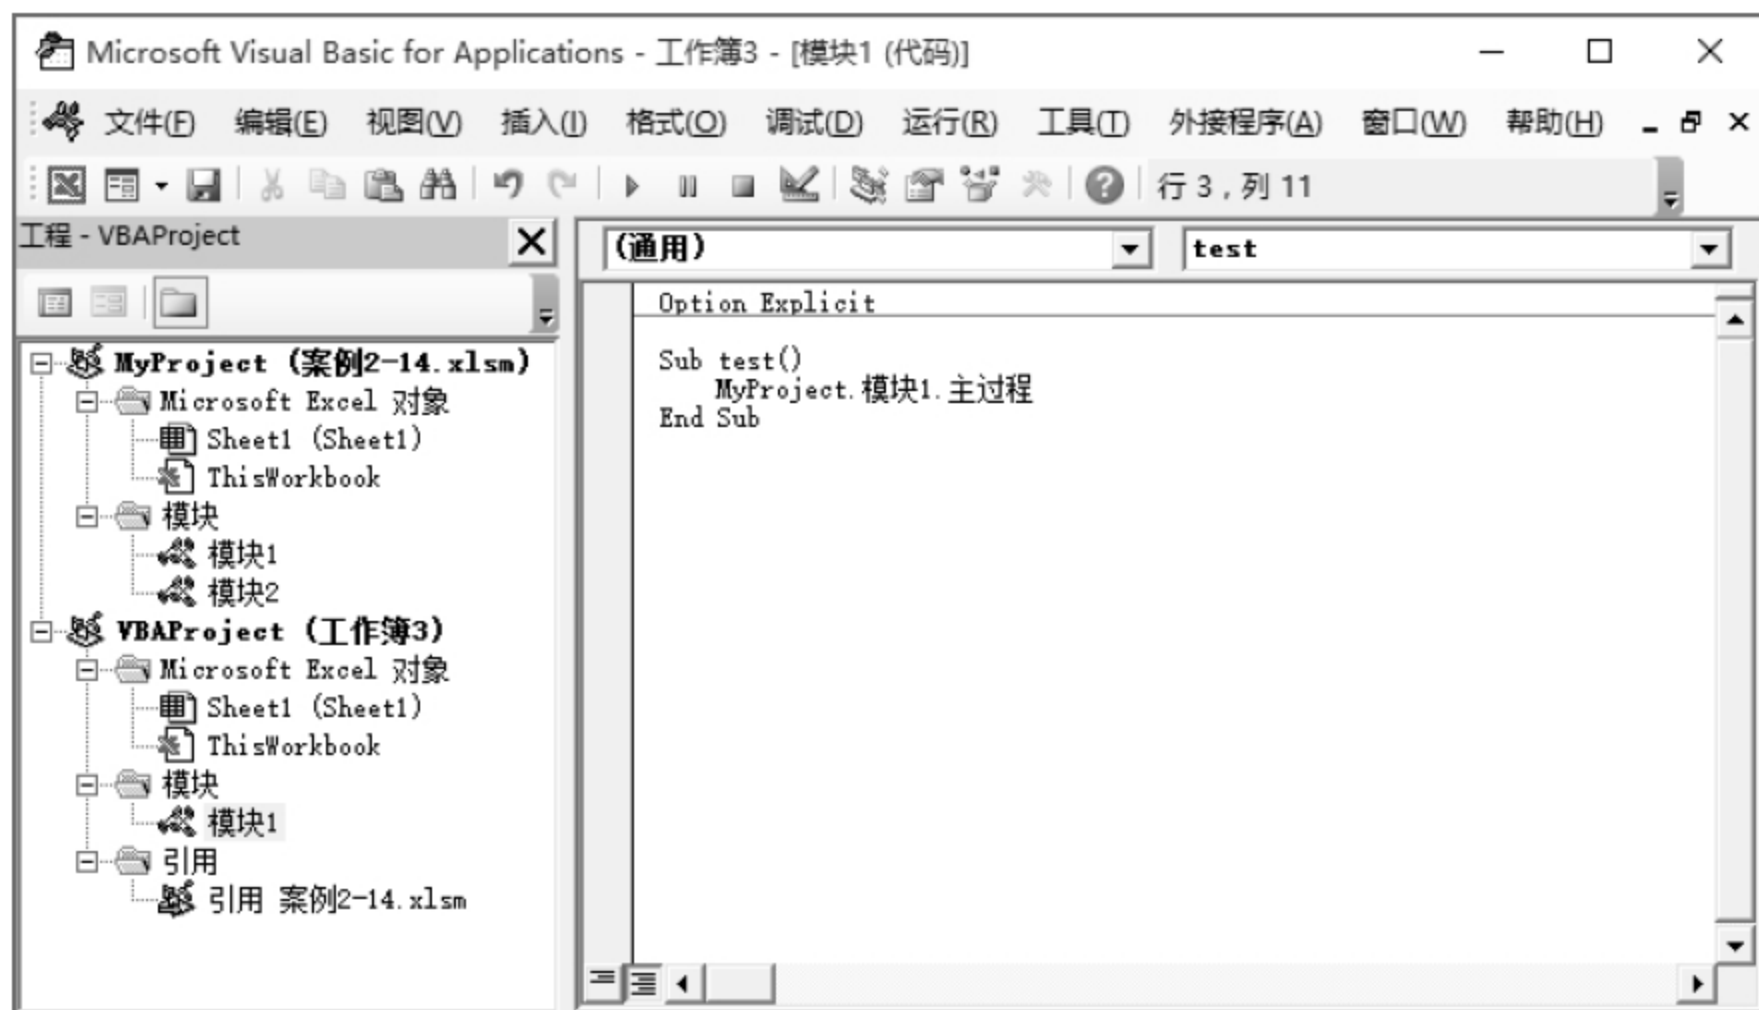 Microsoft Visual Basic for Applications - 工作簿3 - [模块1 (代码)]
文件(F) 编辑(E) 视图(V) 插入(I) 格式(O) 调试(D) 运行(R) 工具(T) 外接程序(A) 窗口(W) 帮助(H)
行 3 , 列 11
工程 - VBAProject
MyProject (案例2-14.xlsm)
Microsoft Excel 对象
Sheet1 (Sheet1)
ThisWorkbook
模块
模块1
模块2
VBAProject (工作簿3)
Microsoft Excel 对象
Sheet1 (Sheet1)
ThisWorkbook
模块
模块1
引用
引用 案例2-14.xlsm
(通用) test
Option Explicit
Sub test()
MyProject.模块1.主过程
End Sub